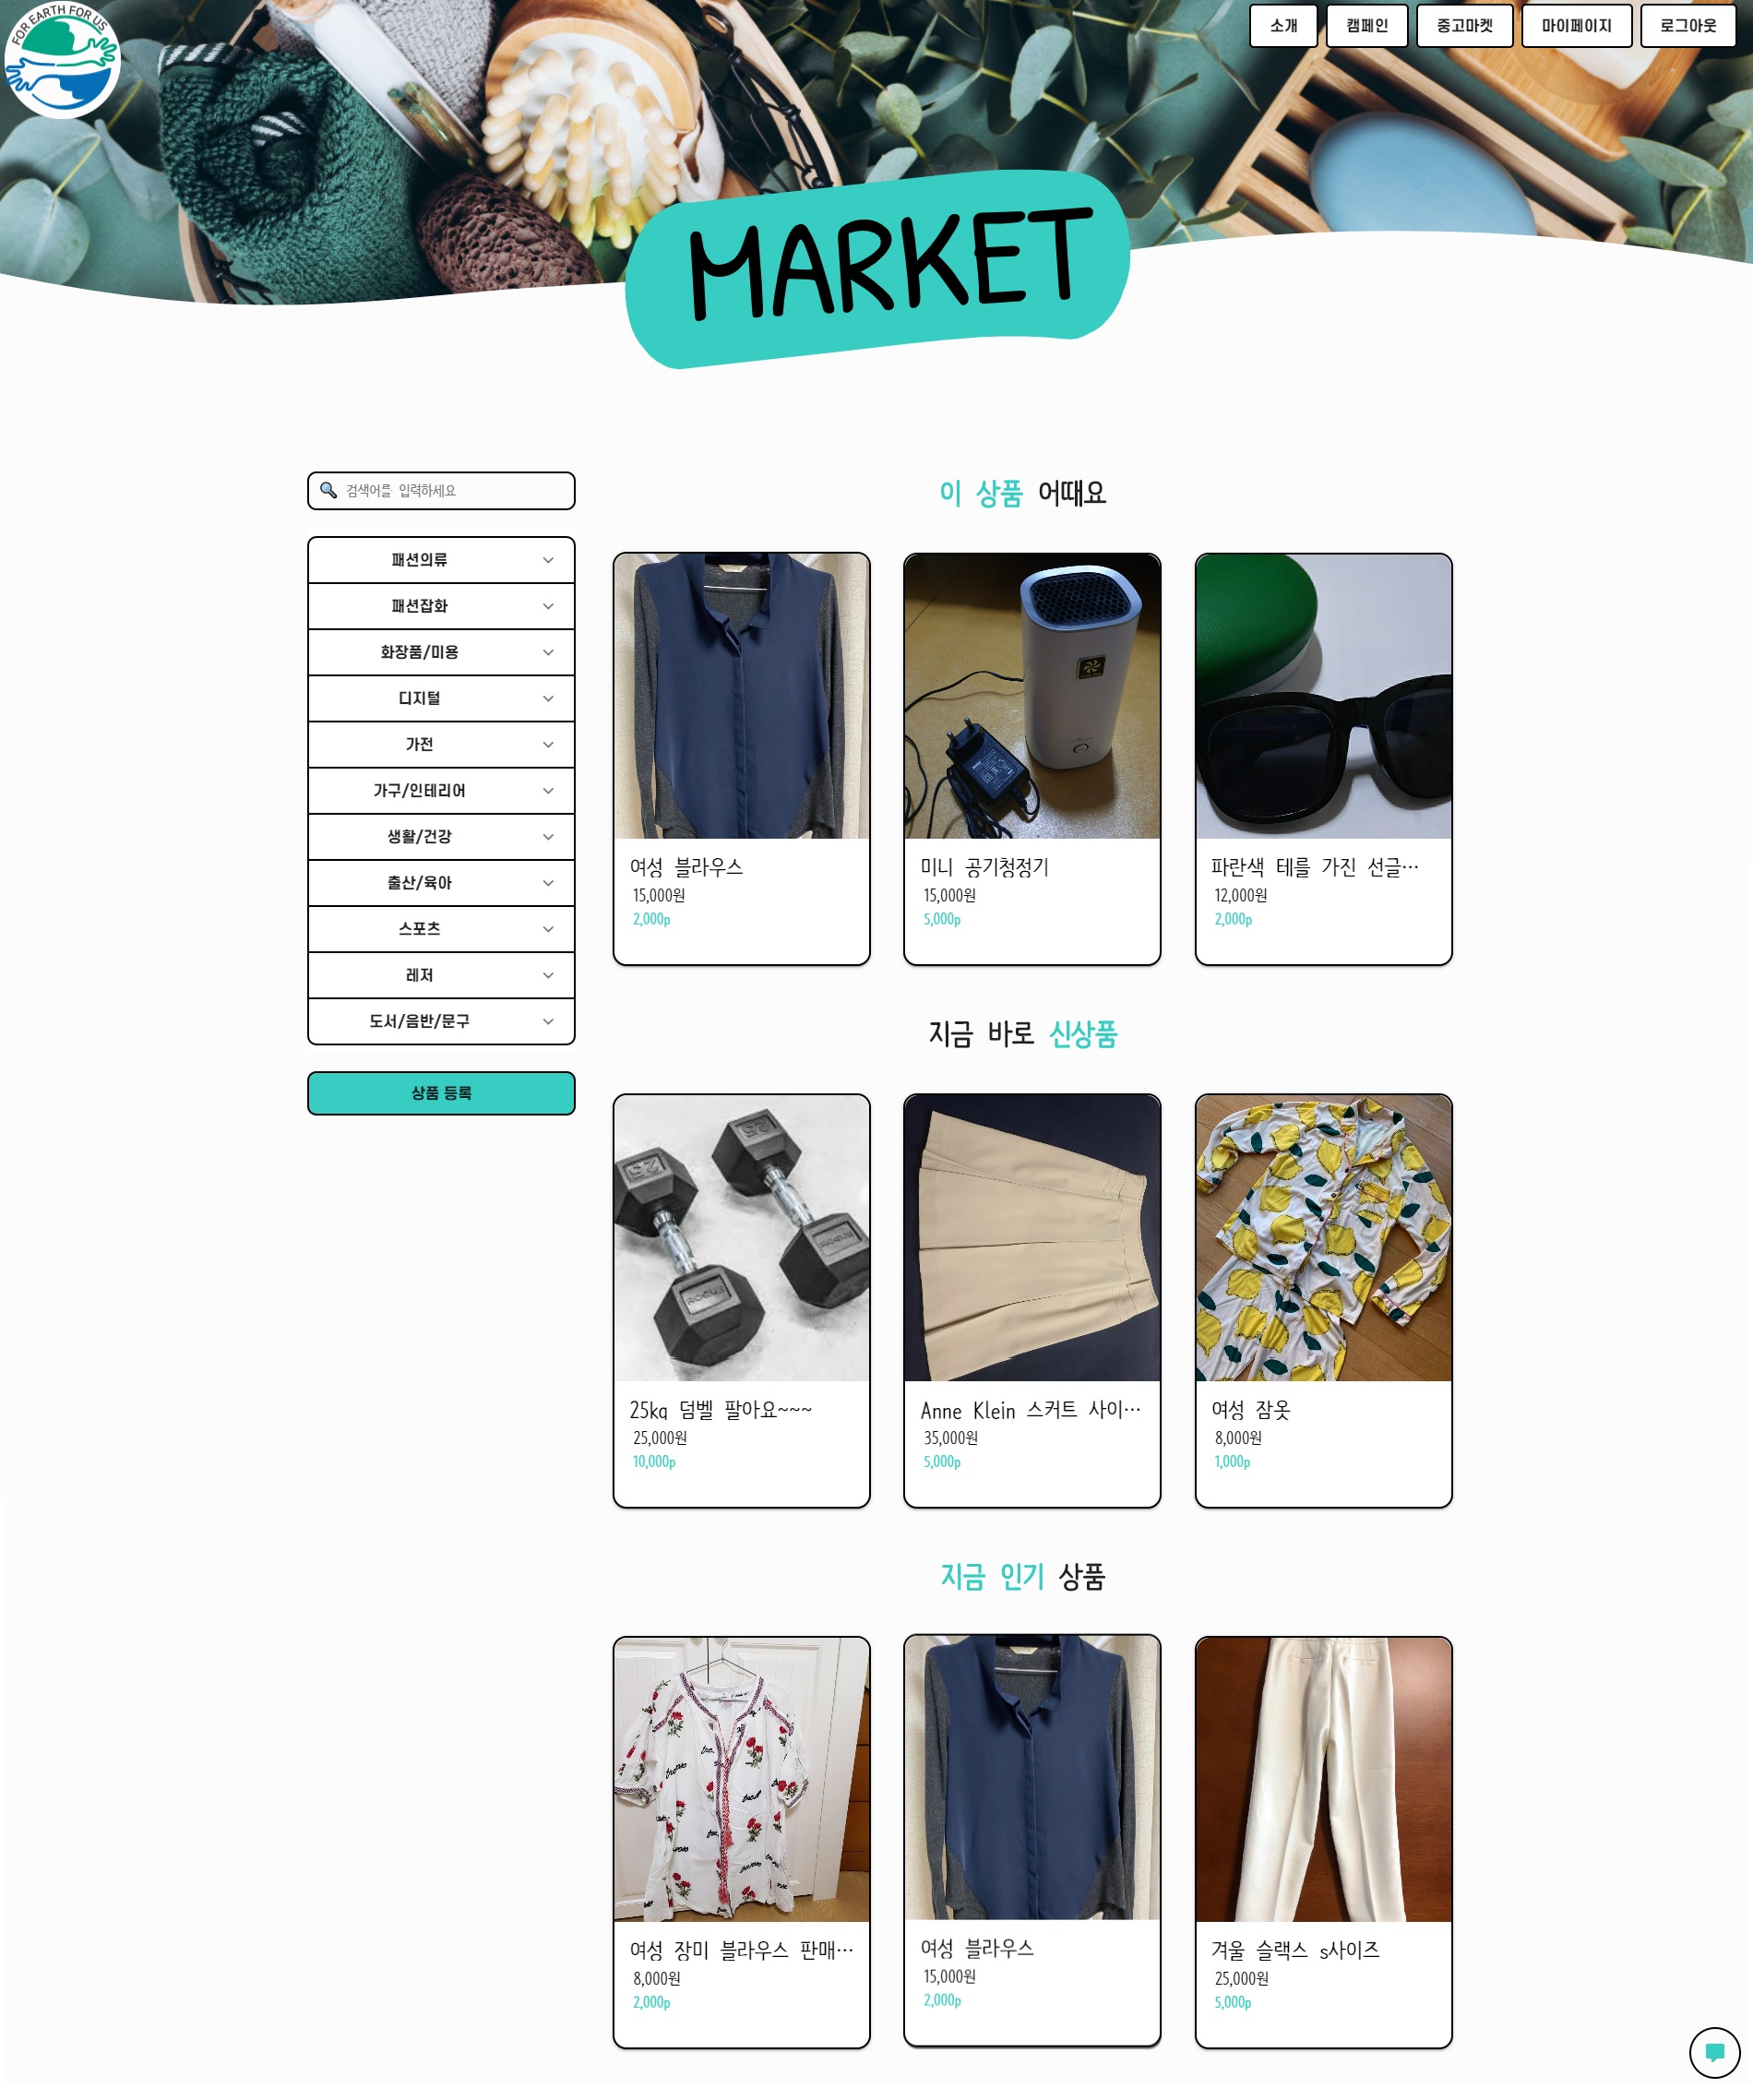 FOR EARTH FOR US
소개
캠페인
중고마켓
마이페이지
로그아웃
MARKET
검색어를 입력하세요
패션의류
패션잡화
화장품/미용
디지털
가전
가구/인테리어
생활/건강
출산/육아
스포츠
레저
도서/음반/문구
상품 등록
이 상품 어때요
여성 블라우스
15,000원
2,000p
미니 공기청정기
15,000원
5,000p
파란색 테를 가진 선글…
12,000원
2,000p
지금 바로 신상품
25
25
ROGUE
ROGUE
25kg 덤벨 팔아요~~~
25,000원
10,000p
Anne Klein 스커트 사이…
35,000원
5,000p
여성 잠옷
8,000원
1,000p
지금 인기 상품
여성 장미 블라우스 판매…
8,000원
2,000p
여성 블라우스
15,000원
2,000p
겨울 슬랙스 s사이즈
25,000원
5,000p